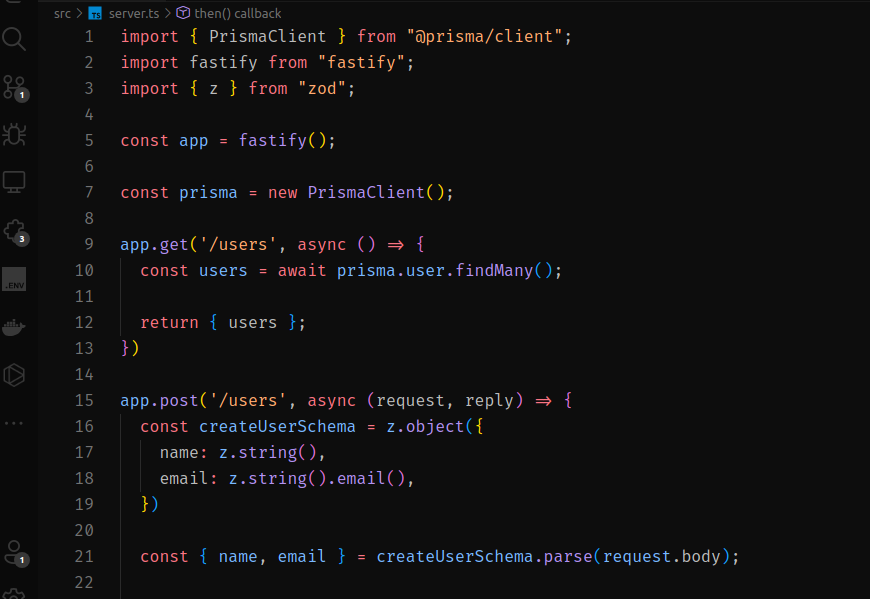 src > TS server.ts > then() callback
1 import { PrismaClient } from "@prisma/client";
2 import fastify from "fastify";
3 import { z } from "zod";
4
5 const app = fastify();
6
7 const prisma = new PrismaClient();
8
9 app.get('/users', async () => {
10 const users = await prisma.user.findMany();
11
12 return { users };
13 })
14
15 app.post('/users', async (request, reply) => {
16 const createUserSchema = z.object({
17 name: z.string(),
18 email: z.string().email(),
19 })
20
21 const { name, email } = createUserSchema.parse(request.body);
22
1
3
.ENV
1